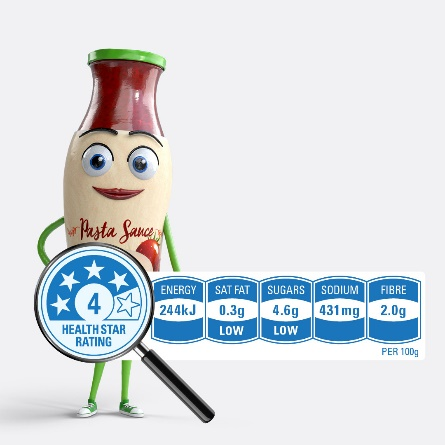 Pasta Sauce
4
HEALTH STAR
RATING
ENERGY
244kJ
SAT FAT
0.3g
LOW
SUGARS
4.6g
LOW
SODIUM
431mg
FIBRE
2.0g
PER 100g